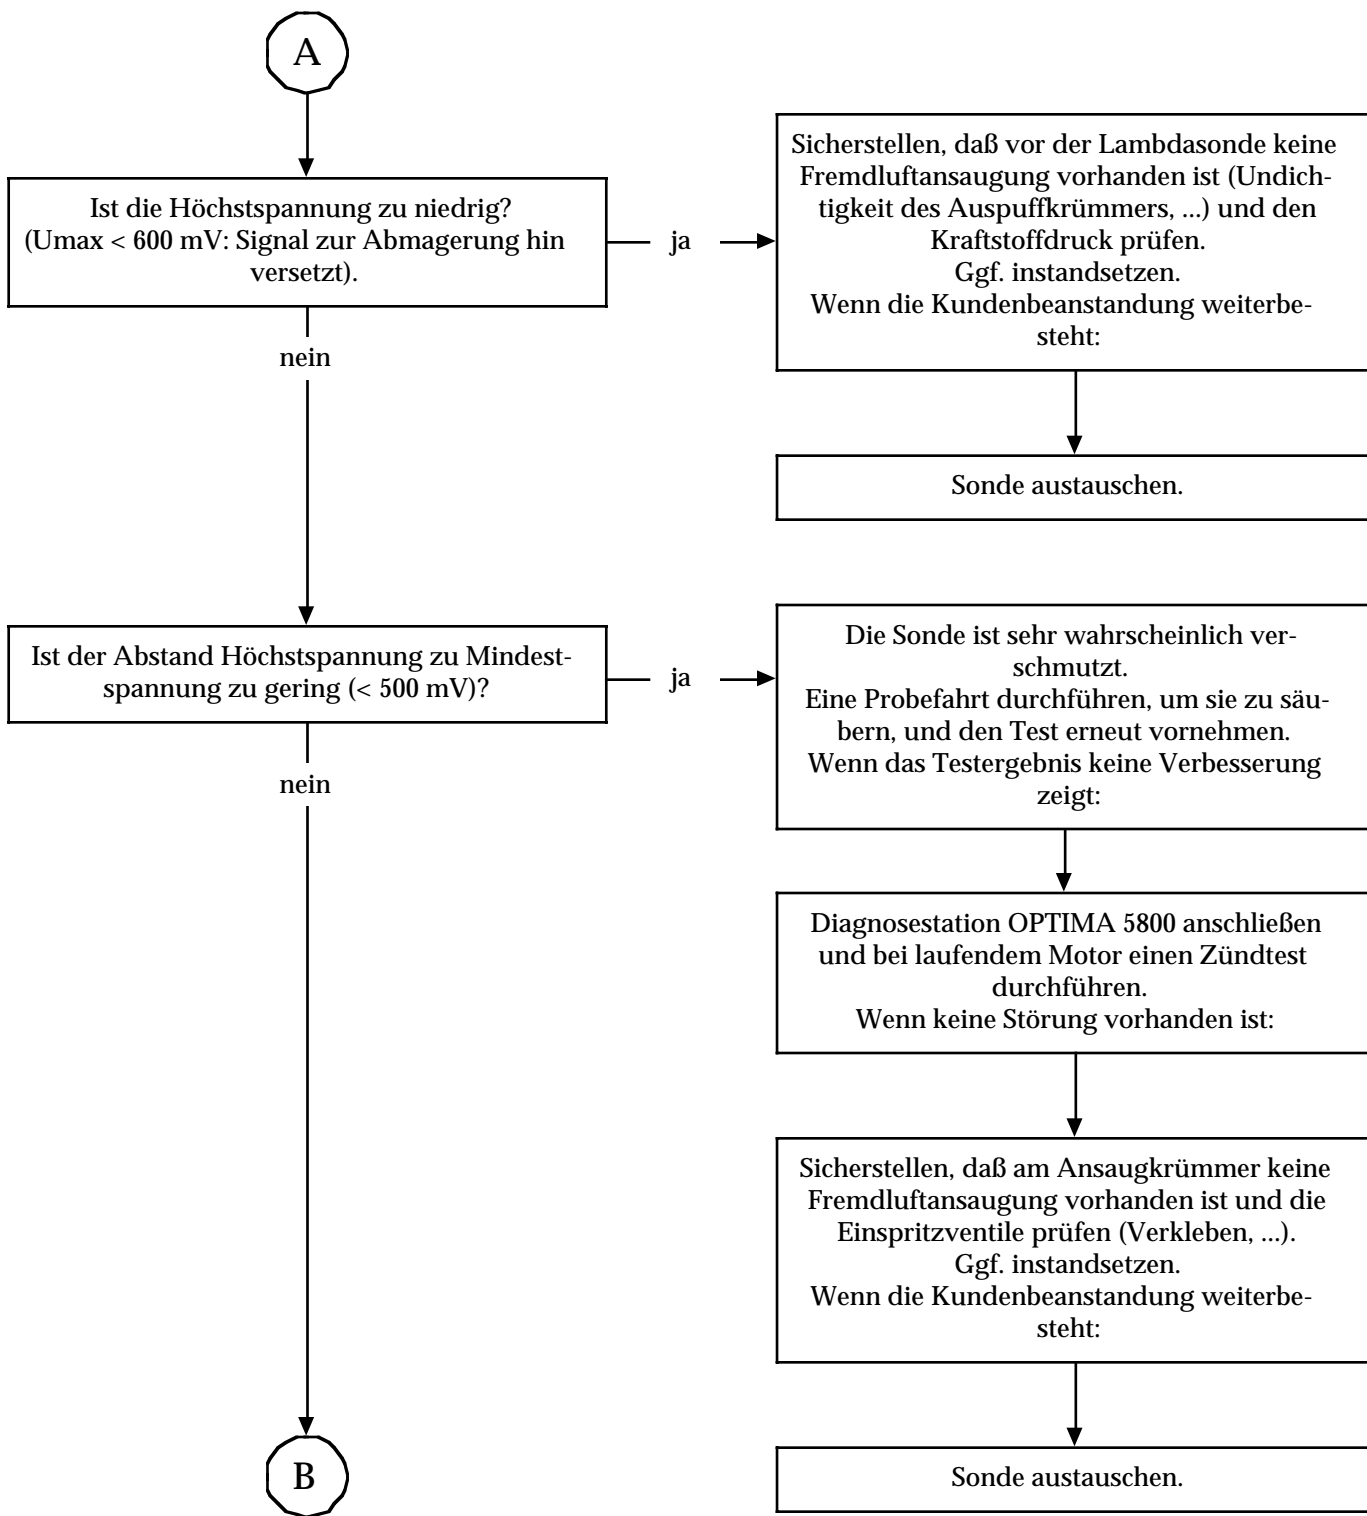 A
Ist die Höchstspannung zu niedrig?
(Umax < 600 mV: Signal zur Abmagerung hin
versetzt).
ja
Sicherstellen, daß vor der Lambdasonde keine
Fremdluftansaugung vorhanden ist (Undich-
tigkeit des Auspuffkrümmers, ...) und den
Kraftstoffdruck prüfen.
Ggf. instandsetzen.
Wenn die Kundenbeanstandung weiterbe-
steht:
nein
Sonde austauschen.
Ist der Abstand Höchstspannung zu Mindest-
spannung zu gering (< 500 mV)?
ja
Die Sonde ist sehr wahrscheinlich ver-
schmutzt.
Eine Probefahrt durchführen, um sie zu säu-
bern, und den Test erneut vornehmen.
Wenn das Testergebnis keine Verbesserung
zeigt:
nein
Diagnosestation OPTIMA 5800 anschließen
und bei laufendem Motor einen Zündtest
durchführen.
Wenn keine Störung vorhanden ist:
Sicherstellen, daß am Ansaugkrümmer keine
Fremdluftansaugung vorhanden ist und die
Einspritzventile prüfen (Verkleben, ...).
Ggf. instandsetzen.
Wenn die Kundenbeanstandung weiterbe-
steht:
B
Sonde austauschen.